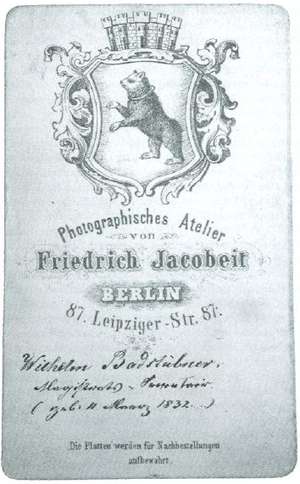 Photographisches Atelier
von
Friedrich Jacobeit
BERLIN
87. Leipziger-Str. 87.
Wilhelm Badstübner.
Magistrats-
(geb. 11 Maerz 1832...)
Die Platten werden für Nachbestellungen
aufbewahrt.